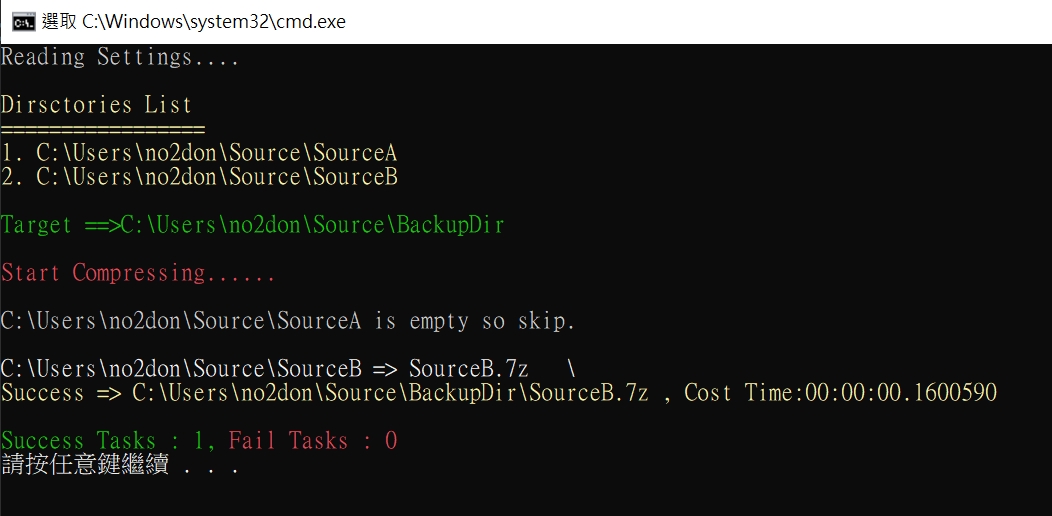 選取 C:\Windows\system32\cmd.exe
Reading Settings....
Dirsctories List
=================
1. C:\Users\no2don\Source\SourceA
2. C:\Users\no2don\Source\SourceB
Target ==>C:\Users\no2don\Source\BackupDir
Start Compressing......
C:\Users\no2don\Source\SourceA is empty so skip.
C:\Users\no2don\Source\SourceB => SourceB.7z   \
Success => C:\Users\no2don\Source\BackupDir\SourceB.7z , Cost Time:00:00:00.1600590
Success Tasks : 1, Fail Tasks : 0
請按任意鍵繼續 . . .